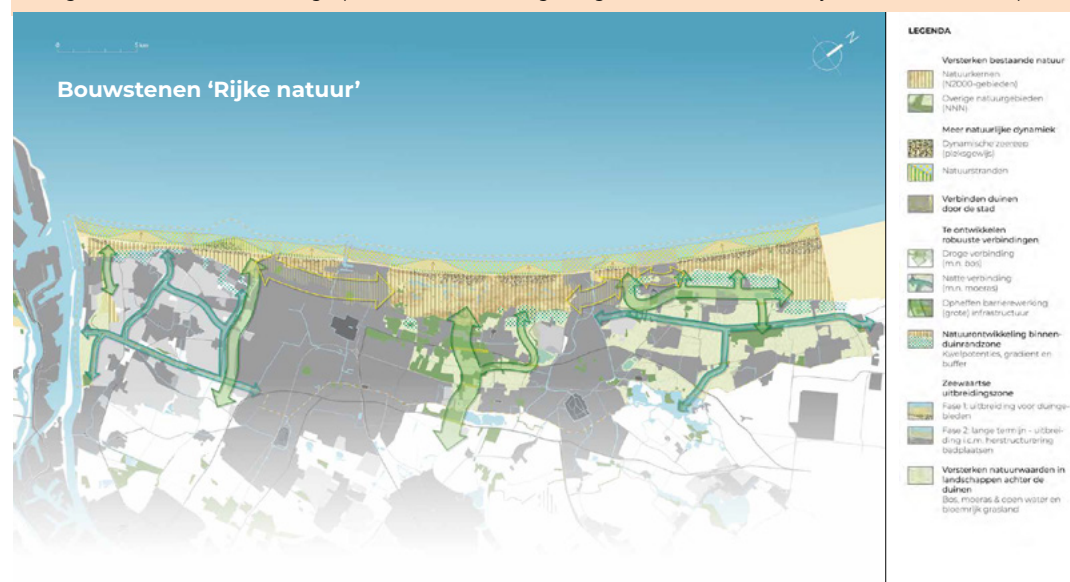 Bouwstenen ‘Rijke natuur’
N
LEGENDA
Versterken bestaande natuur
Natuurkernen
(N2000-gebieden)
Overige natuurgebieden
(NNN)
Meer natuurlijke dynamiek
Dynamische zeereep
(pleksgewijs)
Natuurstranden
Verbinden duinen
door de stad
Te ontwikkelen
robuuste verbindingen
Droge verbinding
(m.n. bos)
Natte verbinding
(m.n. moeras)
Opheffen barrierewerking
(grote) infrastructuur
Natuurontwikkeling binnen-
duinrandzone
Kwelpotenties, gradient en
buffer
Zeewaartse
uitbreidingszone
Fase 1: uitbreiding voor duinge-
bieden
Fase 2: lange termijn - uitbrei-
ding i.c.m. herstructurering
badplaatsen
Versterken natuurwaarden in
landschappen achter de
duinen
Bos, moeras & open water en
bloemrijk grasland